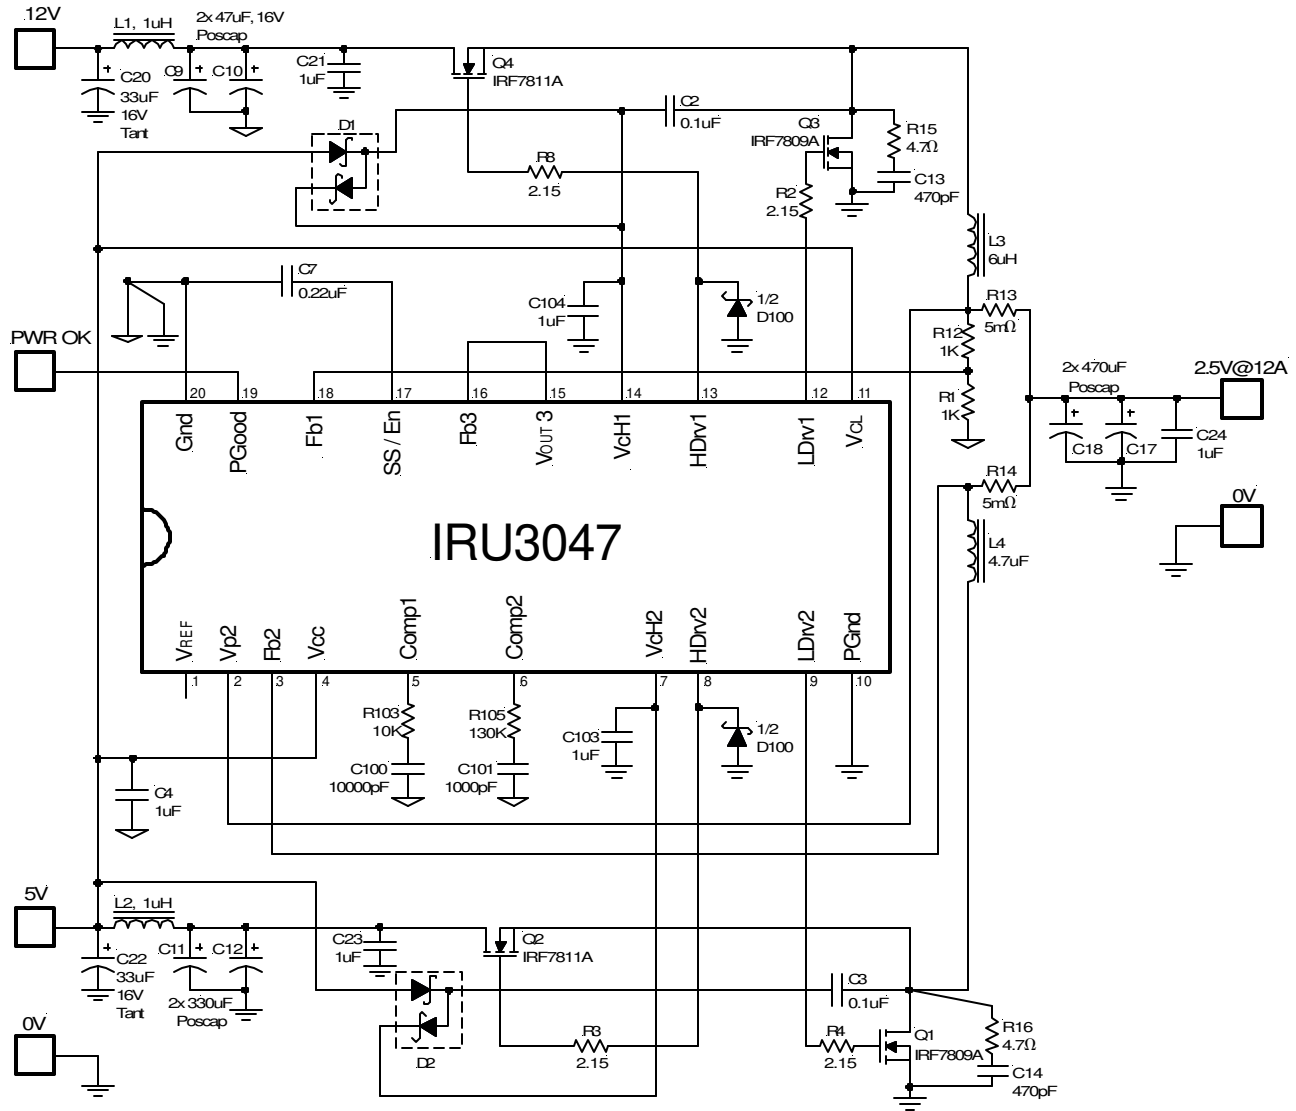 12V
L1, 1uH
2x 47uF, 16V
Poscap
C20
33uF
16V
Tant
C9
C10
C21
1uF
Q4
IRF7811A
C2
0.1uF
D1
R8
2.15
Q3
IRF7809A
R15
4.7Ω
C13
470pF
R2
2.15
L3
6uH
C7
0.22uF
C104
1uF
1/2
D100
R13
5mΩ
R12
1K
R1
1K
PWR OK
2x 470uF
Poscap
2.5V@12A
C18
C17
C24
1uF
20
19
18
17
16
15
14
13
12
11
Gnd
PGood
Fb1
SS / En
Fb3
VOUT 3
VcH1
HDrv1
LDrv1
VCL
R14
5mΩ
0V
IRU3047
L4
4.7uF
VREF
Vp2
Fb2
Vcc
Comp1
Comp2
VcH2
HDrv2
LDrv2
PGnd
1
2
3
4
5
6
7
8
9
10
R103
10K
R105
130K
C103
1uF
1/2
D100
C100
10000pF
C101
1000pF
C4
1uF
5V
L2, 1uH
C22
33uF
16V
Tant
C11
C12
2x 330uF
Poscap
C23
1uF
Q2
IRF7811A
C3
0.1uF
D2
R3
2.15
R4
2.15
Q1
IRF7809A
R16
4.7Ω
C14
470pF
0V